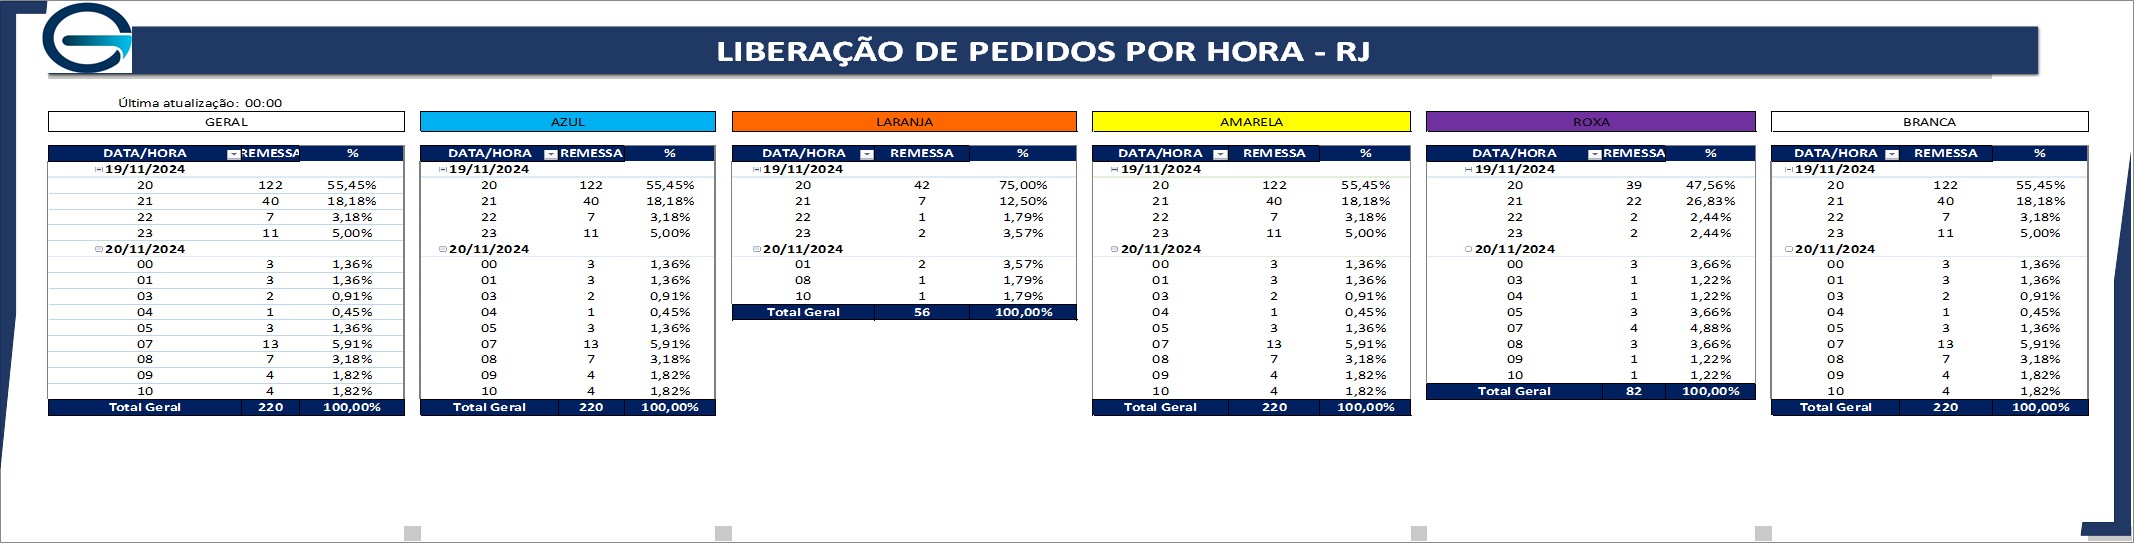 LIBERAÇÃO DE PEDIDOS POR HORA - RJ
Última atualização: 00:00
GERAL
DATA/HORA REMESSA %
19/11/2024
20 122 55,45%
21 40 18,18%
22 7 3,18%
23 11 5,00%
20/11/2024
00 3 1,36%
01 3 1,36%
03 2 0,91%
04 1 0,45%
05 3 1,36%
07 13 5,91%
08 7 3,18%
09 4 1,82%
10 4 1,82%
Total Geral 220 100,00%
AZUL
DATA/HORA REMESSA %
19/11/2024
20 122 55,45%
21 40 18,18%
22 7 3,18%
23 11 5,00%
20/11/2024
00 3 1,36%
01 3 1,36%
03 2 0,91%
04 1 0,45%
05 3 1,36%
07 13 5,91%
08 7 3,18%
09 4 1,82%
10 4 1,82%
Total Geral 220 100,00%
LARANJA
DATA/HORA REMESSA %
19/11/2024
20 42 75,00%
21 7 12,50%
22 1 1,79%
23 2 3,57%
20/11/2024
01 2 3,57%
08 1 1,79%
10 1 1,79%
Total Geral 56 100,00%
AMARELA
DATA/HORA REMESSA %
19/11/2024
20 122 55,45%
21 40 18,18%
22 7 3,18%
23 11 5,00%
20/11/2024
00 3 1,36%
01 3 1,36%
03 2 0,91%
04 1 0,45%
05 3 1,36%
07 13 5,91%
08 7 3,18%
09 4 1,82%
10 4 1,82%
Total Geral 220 100,00%
ROXA
DATA/HORA REMESSA %
19/11/2024
20 39 47,56%
21 22 26,83%
22 2 2,44%
23 2 2,44%
20/11/2024
00 3 3,66%
03 1 1,22%
04 1 1,22%
05 3 3,66%
07 4 4,88%
08 3 3,66%
09 1 1,22%
10 1 1,22%
Total Geral 82 100,00%
BRANCA
DATA/HORA REMESSA %
19/11/2024
20 122 55,45%
21 40 18,18%
22 7 3,18%
23 11 5,00%
20/11/2024
00 3 1,36%
01 3 1,36%
03 2 0,91%
04 1 0,45%
05 3 1,36%
07 13 5,91%
08 7 3,18%
09 4 1,82%
10 4 1,82%
Total Geral 220 100,00%